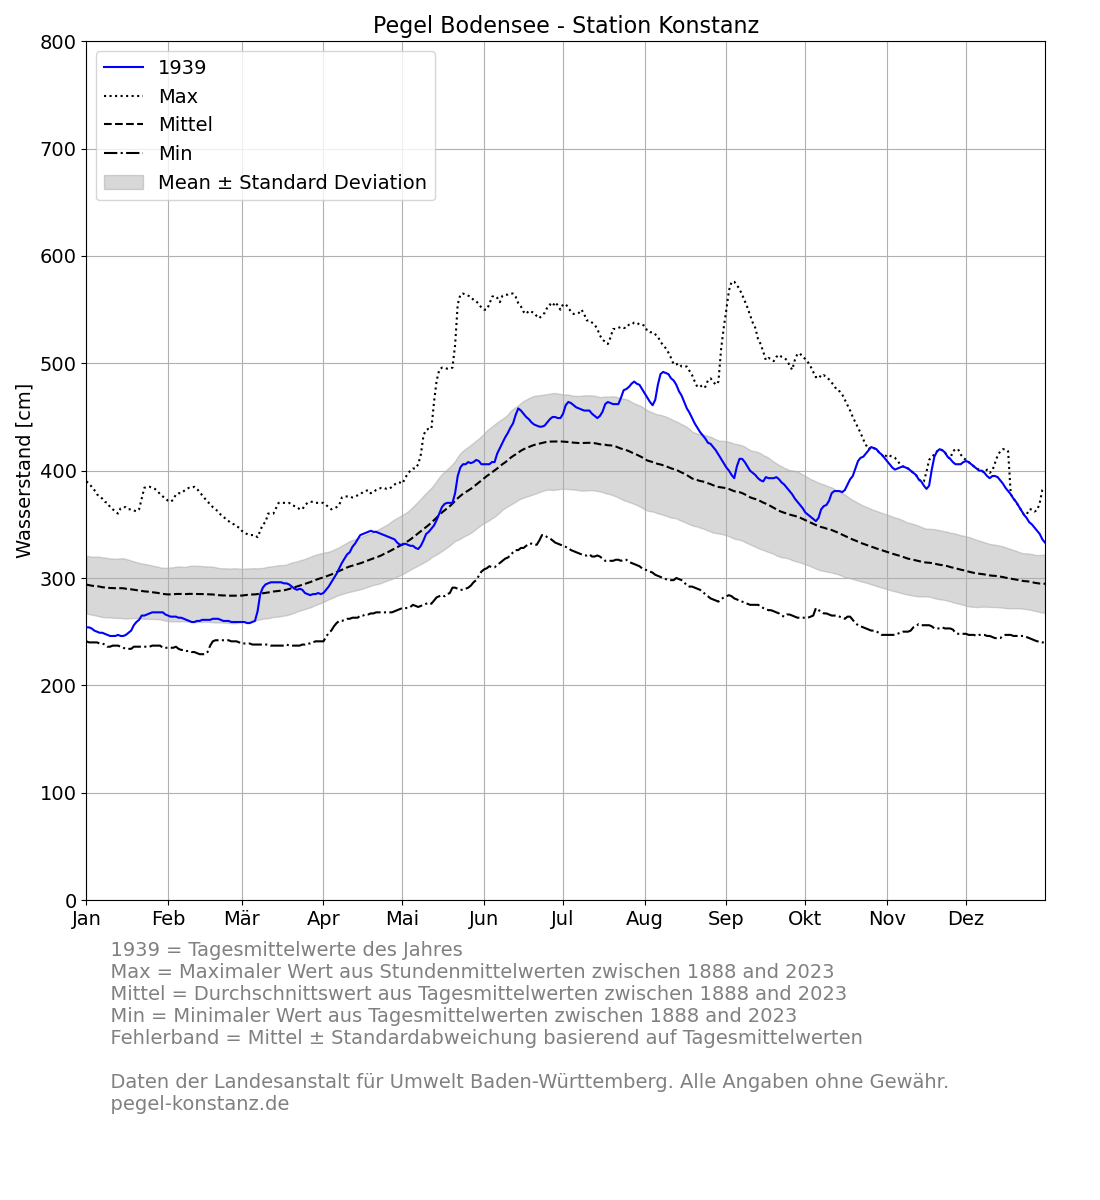 Pegel Bodensee - Station Konstanz
800
700
600
500
400
300
200
100
0
Wasserstand [cm]
1939
Max
Mittel
Min
Mean ± Standard Deviation
Jan Feb Mär Apr Mai Jun Jul Aug Sep Okt Nov Dez
1939 = Tagesmittelwerte des Jahres
Max = Maximaler Wert aus Stundenmittelwerten zwischen 1888 and 2023
Mittel = Durchschnittswert aus Tagesmittelwerten zwischen 1888 and 2023
Min = Minimaler Wert aus Tagesmittelwerten zwischen 1888 and 2023
Fehlerband = Mittel ± Standardabweichung basierend auf Tagesmittelwerten
Daten der Landesanstalt für Umwelt Baden-Württemberg. Alle Angaben ohne Gewähr.
pegel-konstanz.de